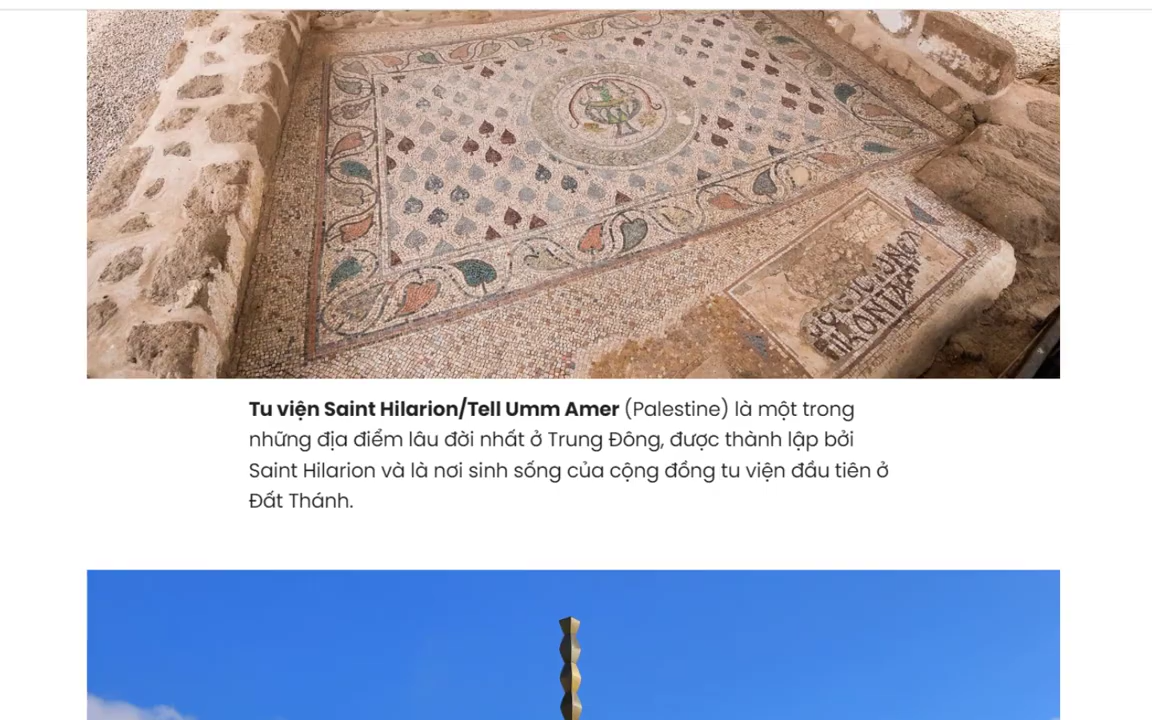 Tu viện Saint Hilarion/Tell Umm Amer (Palestine) là một trong
những địa điểm lâu đời nhất ở Trung Đông, được thành lập bởi
Saint Hilarion và là nơi sinh sống của cộng đồng tu viện đầu tiên ở
Đất Thánh.